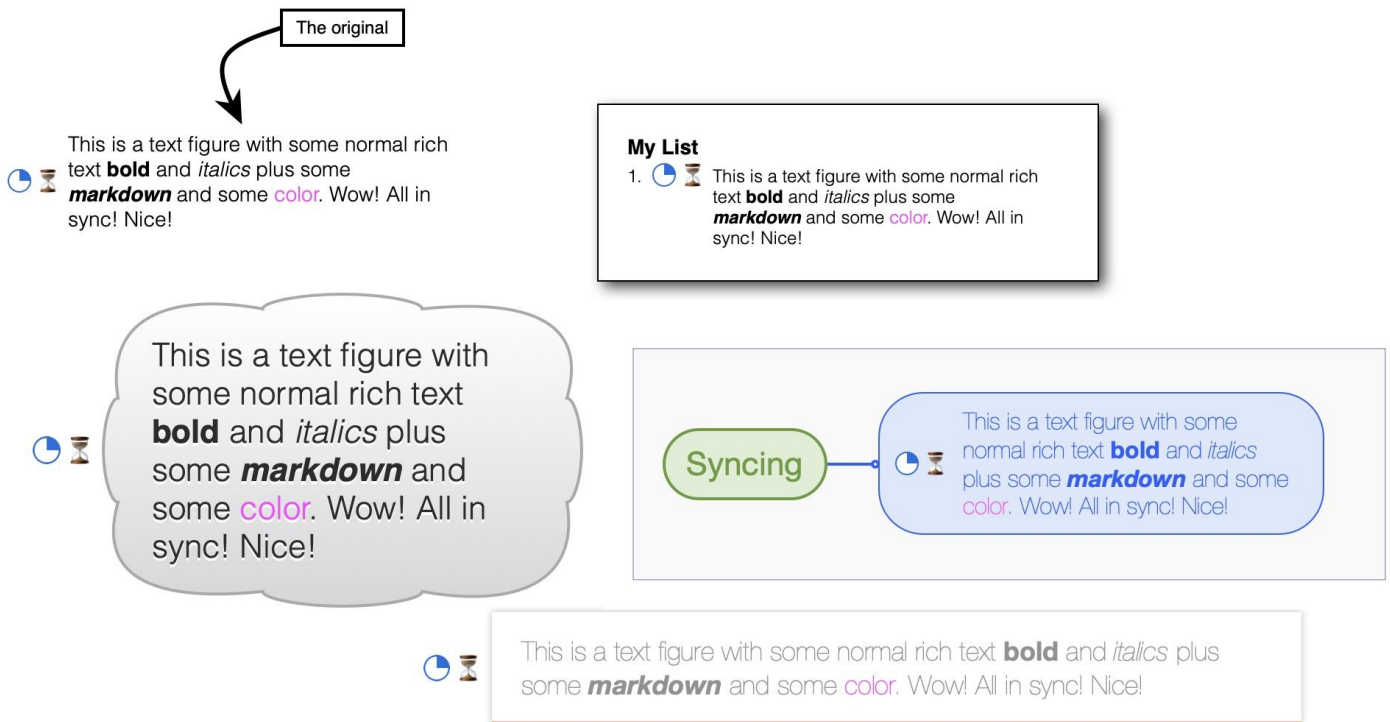 The original
This is a text figure with some normal rich
text bold and italics plus some
markdown and some color. Wow! All in
sync! Nice!
My List
1. This is a text figure with some normal rich
text bold and italics plus some
markdown and some color. Wow! All in
sync! Nice!
This is a text figure with
some normal rich text
bold and italics plus
some markdown and
some color. Wow! All in
sync! Nice!
Syncing
This is a text figure with some
normal rich text bold and italics
plus some markdown and some
color. Wow! All in sync! Nice!
This is a text figure with some normal rich text bold and italics plus
some markdown and some color. Wow! All in sync! Nice!